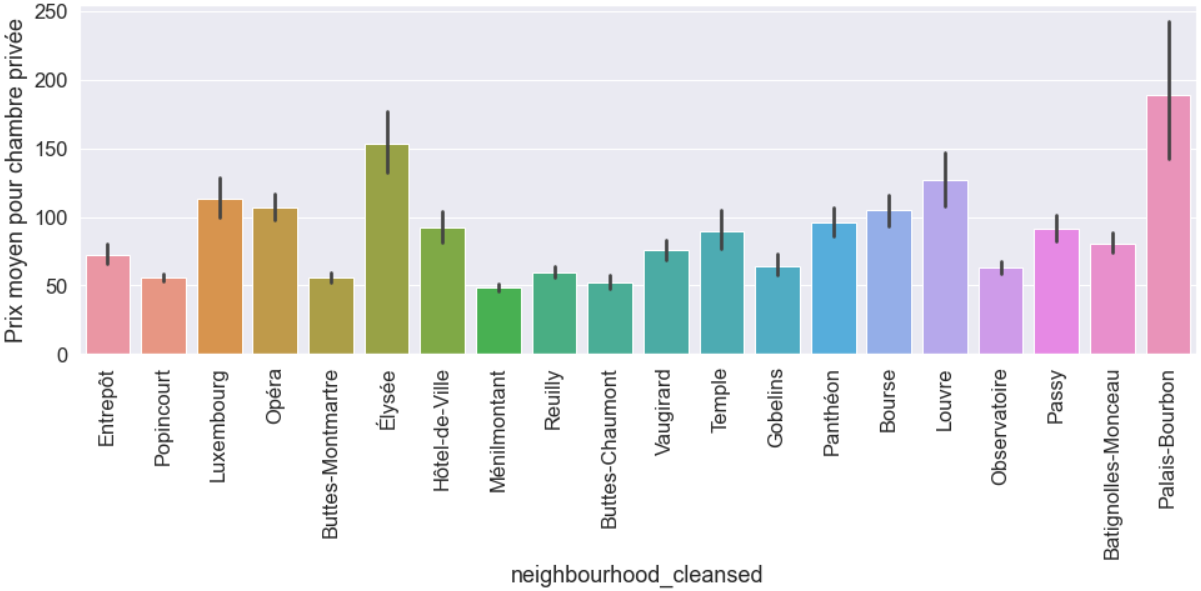 Prix moyen pour chambre privée
250
200
150
100
50
0
Entrepôt
Popincourt
Luxembourg
Opéra
Buttes-Montmartre
Élysée
Hôtel-de-Ville
Ménilmontant
Reuilly
Buttes-Chaumont
Vaugirard
Temple
Gobelins
Panthéon
Bourse
Louvre
Observatoire
Passy
Batignolles-Monceau
Palais-Bourbon
neighbourhood_cleansed